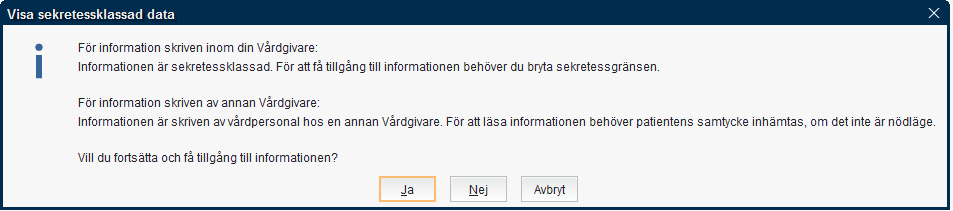 Visa sekretessklassad data
För information skriven inom din Vårdgivare:
Informationen är sekretessklassad. För att få tillgång till informationen behöver du bryta sekretessgränsen.
För information skriven av annan Vårdgivare:
Informationen är skriven av vårdpersonal hos en annan Vårdgivare. För att läsa informationen behöver patientens samtycke inhämtas, om det inte är nödläge.
Vill du fortsätta och få tillgång till informationen?
Ja Nej Avbryt